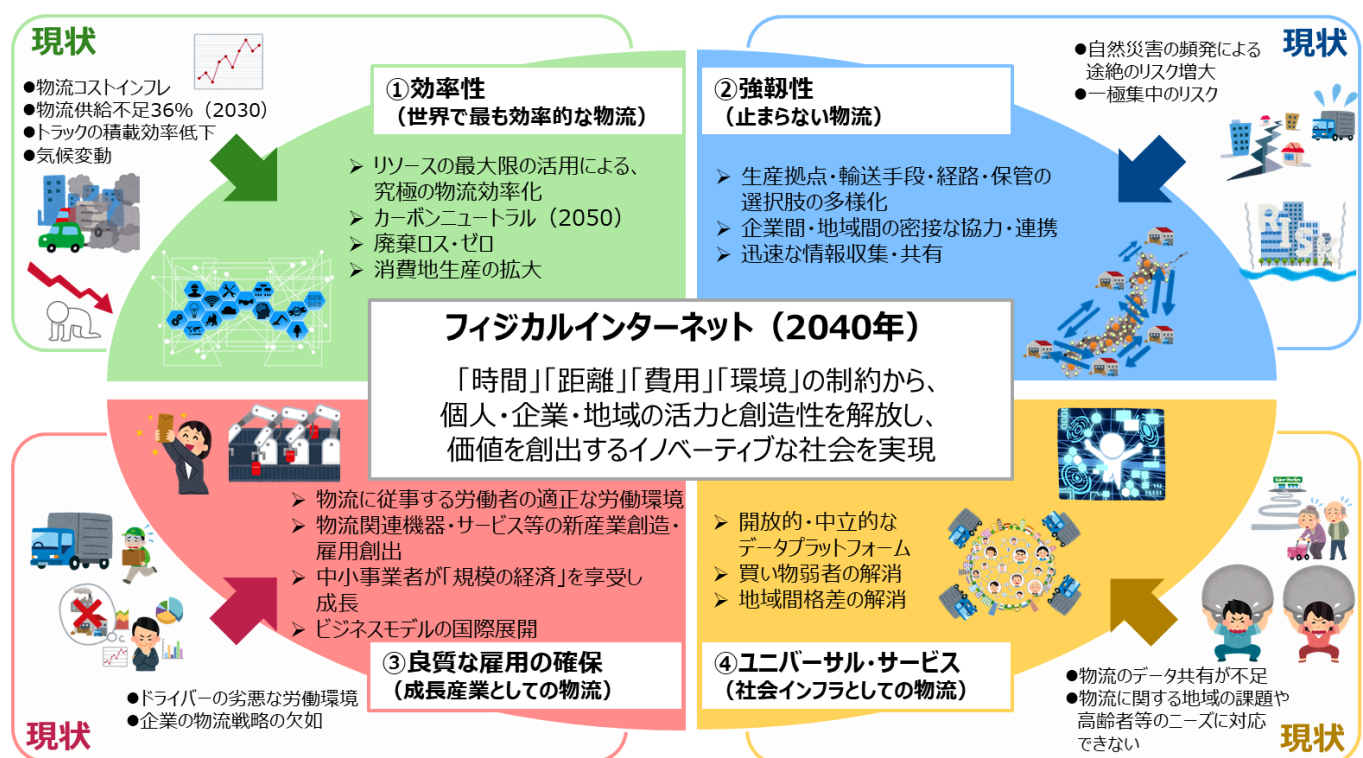 現状
●物流コストインフレ
●物流供給不足36%（2030）
●トラックの積載効率低下
●気候変動
①効率性
（世界で最も効率的な物流）
➢ リソースの最大限の活用による、
究極の物流効率化
➢ カーボンニュートラル（2050）
➢ 廃棄ロス・ゼロ
➢ 消費地生産の拡大
②強靱性
（止まらない物流）
➢ 生産拠点・輸送手段・経路・保管の
選択肢の多様化
➢ 企業間・地域間の密接な協力・連携
➢ 迅速な情報収集・共有
現状
●自然災害の頻発による
途絶のリスク増大
●一極集中のリスク
RISK
フィジカルインターネット（2040年）
「時間」「距離」「費用」「環境」の制約から、
個人・企業・地域の活力と創造性を解放し、
価値を創出するイノベーティブな社会を実現
➢ 物流に従事する労働者の適正な労働環境
➢ 物流関連機器・サービス等の新産業創造・
雇用創出
➢ 中小事業者が「規模の経済」を享受し
成長
➢ ビジネスモデルの国際展開
③良質な雇用の確保
（成長産業としての物流）
●ドライバーの劣悪な労働環境
●企業の物流戦略の欠如
現状
➢ 開放的・中立的な
データプラットフォーム
➢ 買い物弱者の解消
➢ 地域間格差の解消
④ユニバーサル・サービス
（社会インフラとしての物流）
Super Market
●物流のデータ共有が不足
●物流に関する地域の課題や
高齢者等のニーズに対応
できない
現状